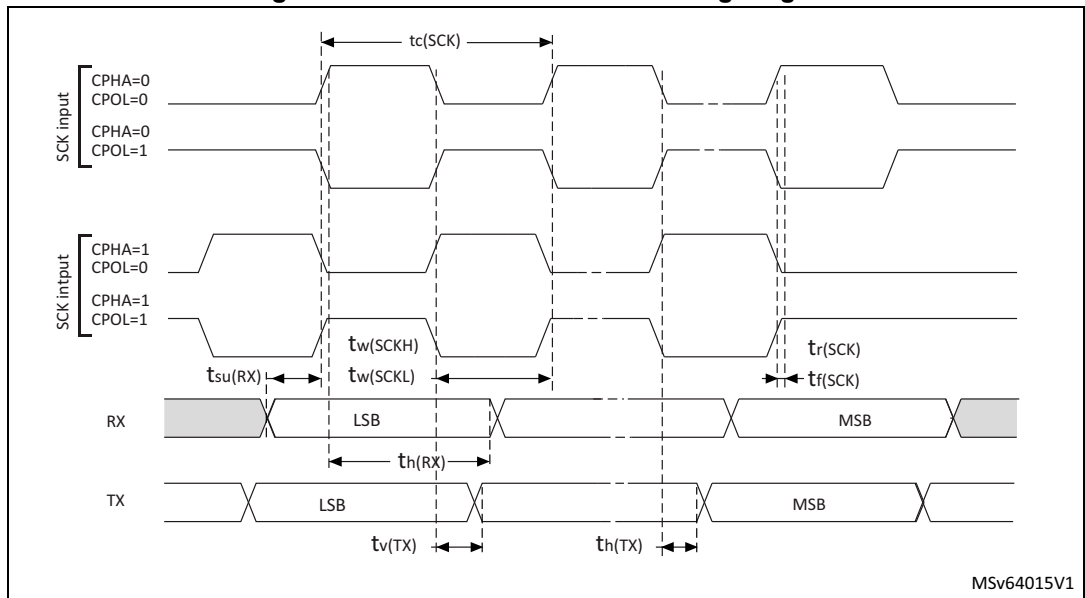 tc(SCK)
CPHA=0
CPOL=0
SCK input
CPHA=0
CPOL=1
CPHA=1
CPOL=0
SCK intput
CPHA=1
CPOL=1
tw(SCKH)
tr(SCK)
tsu(RX)
tw(SCKL)
tf(SCK)
RX
LSB
MSB
th(RX)
TX
LSB
MSB
tv(TX)
th(TX)
MSv64015V1